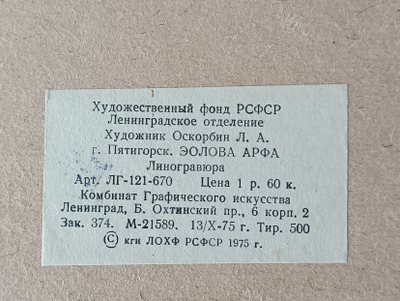 Художественный фонд РСФСР
Ленинградское отделение
Художник Оскорбин Л. А.
г. Пятигорск. ЭОЛОВА АРФА
Линогравюра
Арт. ЛГ-121-670 Цена 1 р. 60 к.
Комбинат Графического искусства
Ленинград, Б. Охтинский пр., 6 корп. 2
Зак. 374. М-21589. 13/X-75 г. Тир. 500
© кги ЛОХФ РСФСР 1975 г.